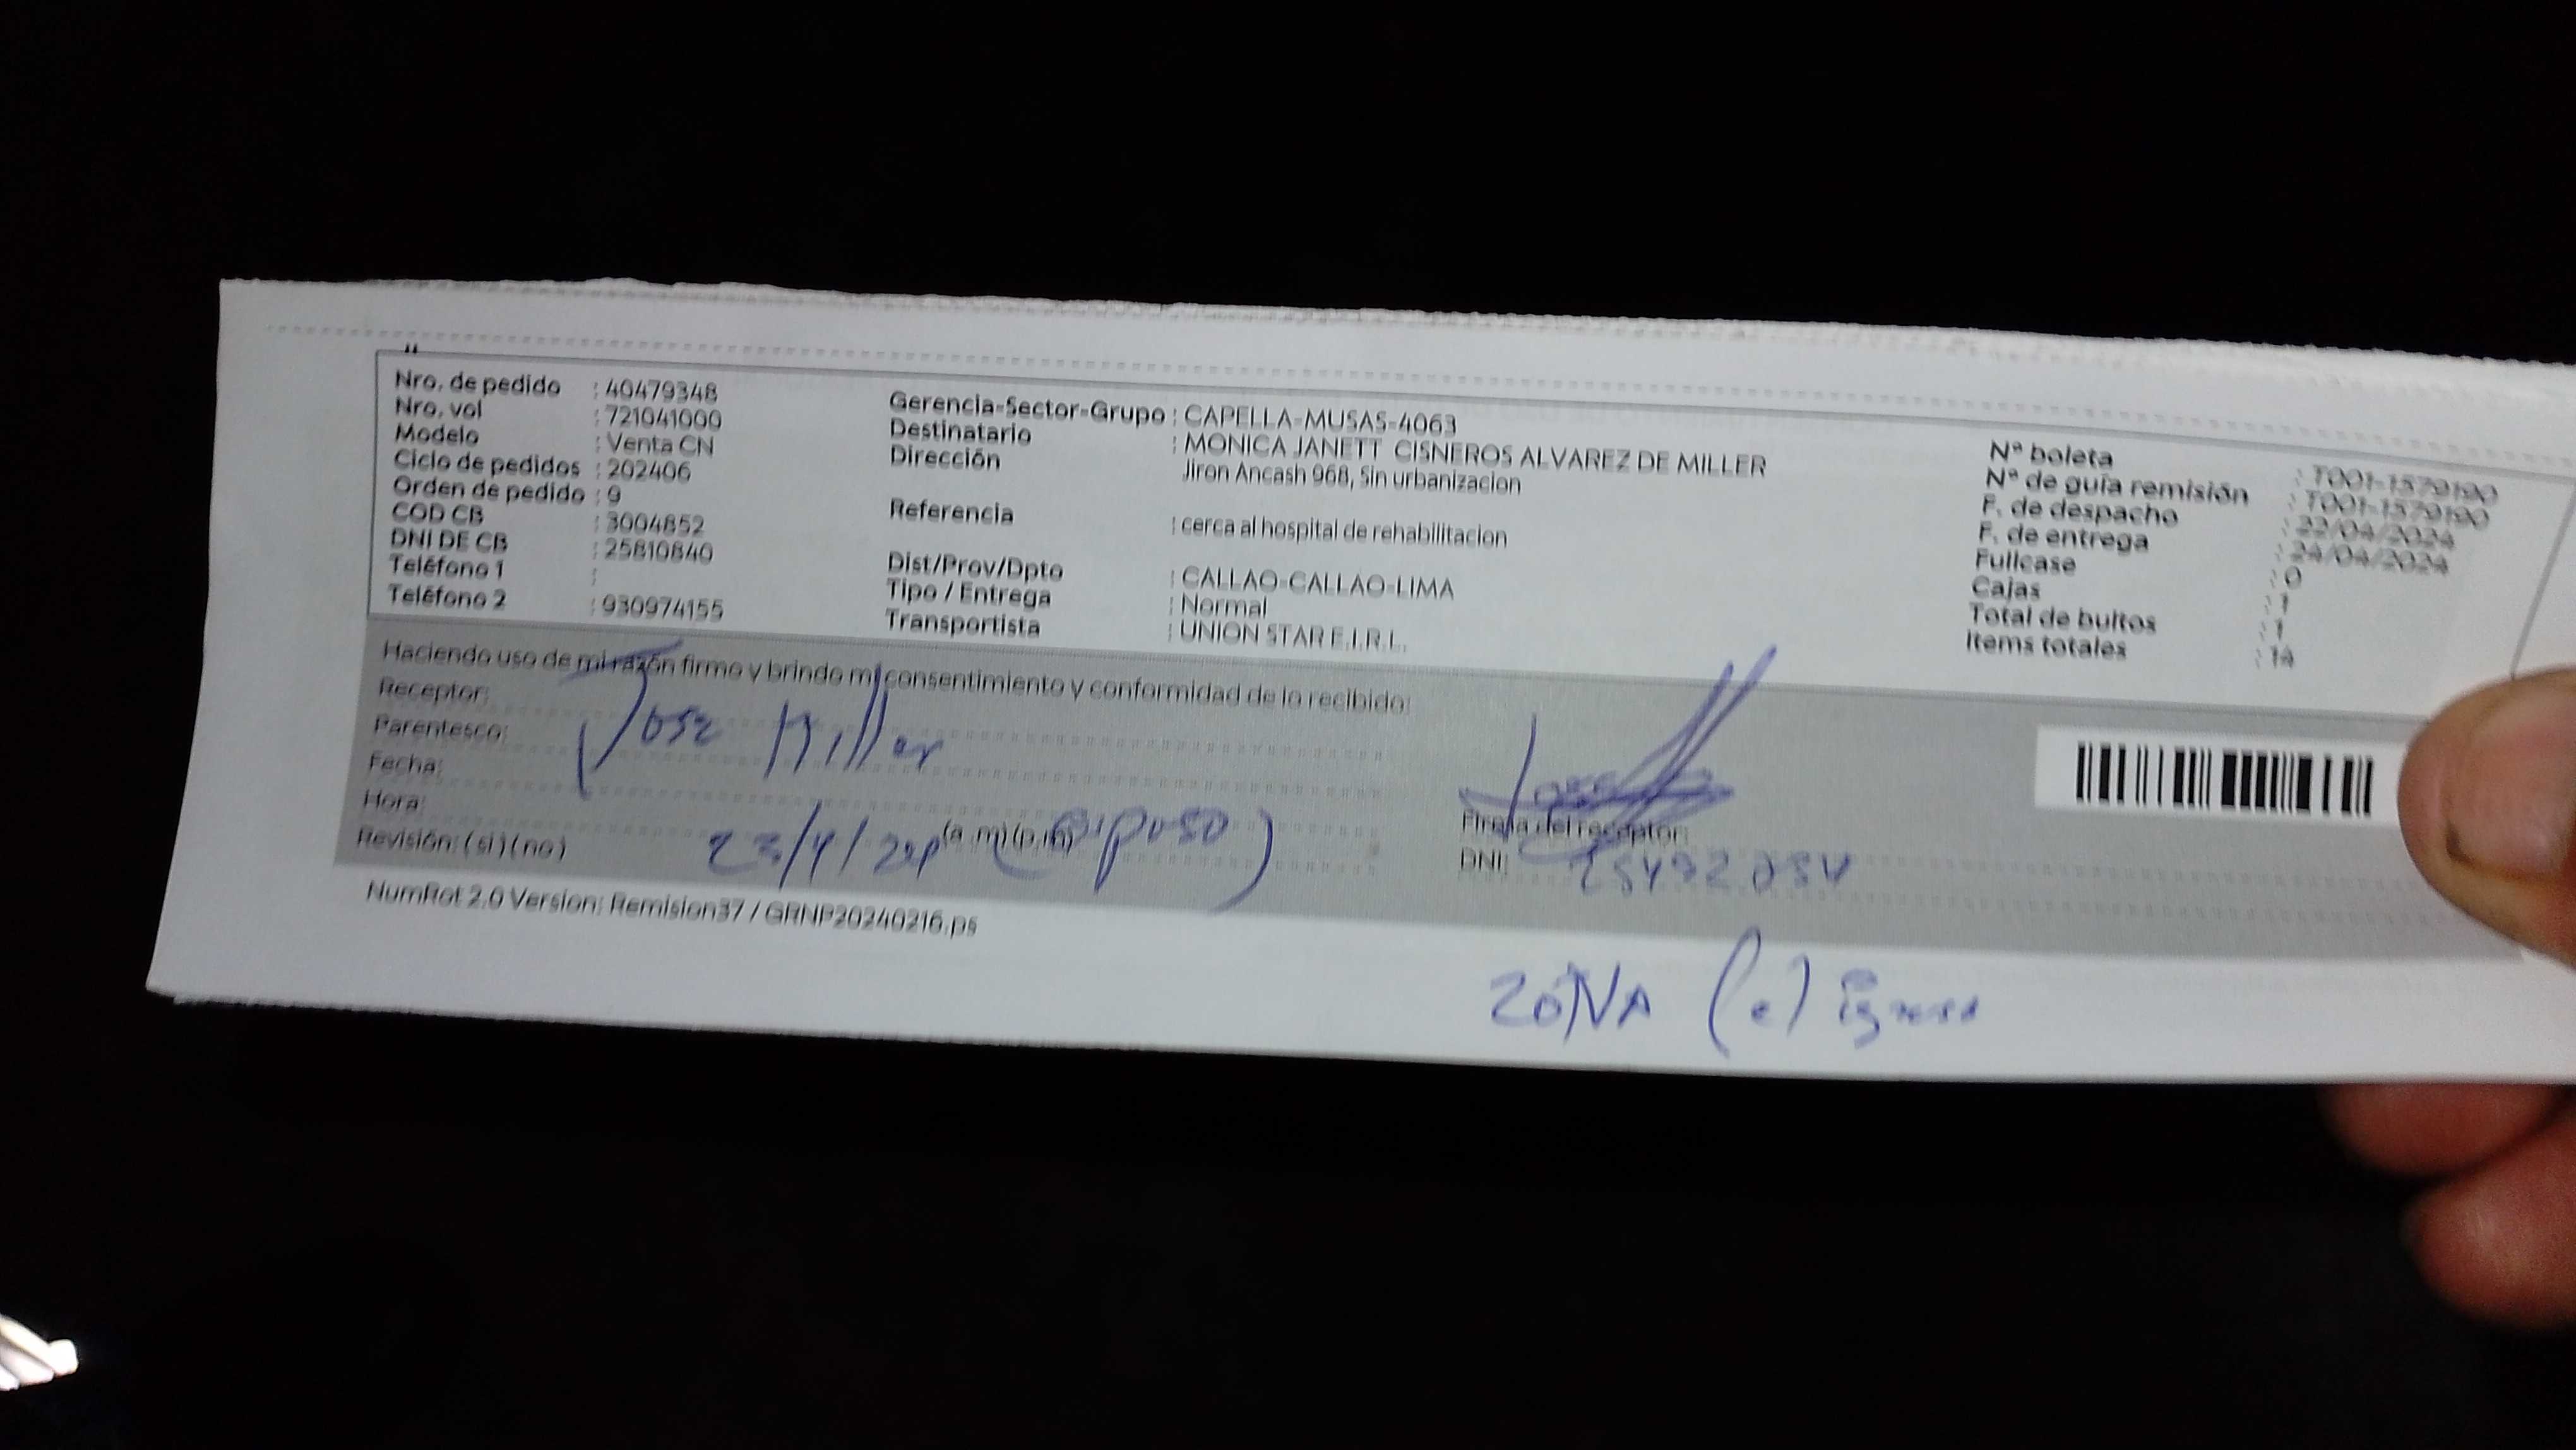 Nro. de pedido : 40479348
Nro. vol : 721041000
Modelo : Venta CN
Ciclo de pedidos : 202406
Orden de pedido : 9
COD CB : 3004852
DNI DE CB : 25810840
Teléfono 1 :
Teléfono 2 : 930974155
Gerencia-Sector-Grupo : CAPELLA-MUSAS-4063
Destinatario : MONICA JANETT CISNEROS ALVAREZ DE MILLER
Dirección Jiron Ancash 968, Sin urbanizacion
Referencia : cerca al hospital de rehabilitacion
Dist/Prov/Dpto : CALLAO-CALLAO-LIMA
Tipo / Entrega : Normal
Transportista : UNION STAR E.I.R.L.
N° boleta : T001-1579190
N° de guía remisión : T001-1579190
F. de despacho : 22/04/2024
F. de entrega : 24/04/2024
Fullcase : 0
Cajas : 1
Total de bultos : 1
Items totales : 14
Haciendo uso de mi razón firmo y brindo mi consentimiento y conformidad de lo recibido:
Receptor: Jose Miller
Parentesco:
Fecha:
Hora: (a.m)(p.m)
Revisión: (si)(no) 23/4/ (esposo)
Firma del receptor:
DNI:
NumRot 2.0 Version: Remision37 / GRNP20240216.ps
ZONA